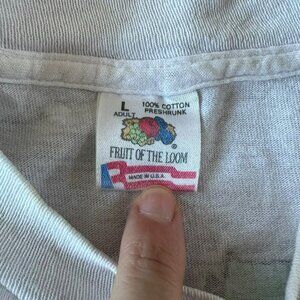 L 100% COTTON
ADULT PRESHRUNK
®
FRUIT OF THE LOOM
MADE IN U.S.A.